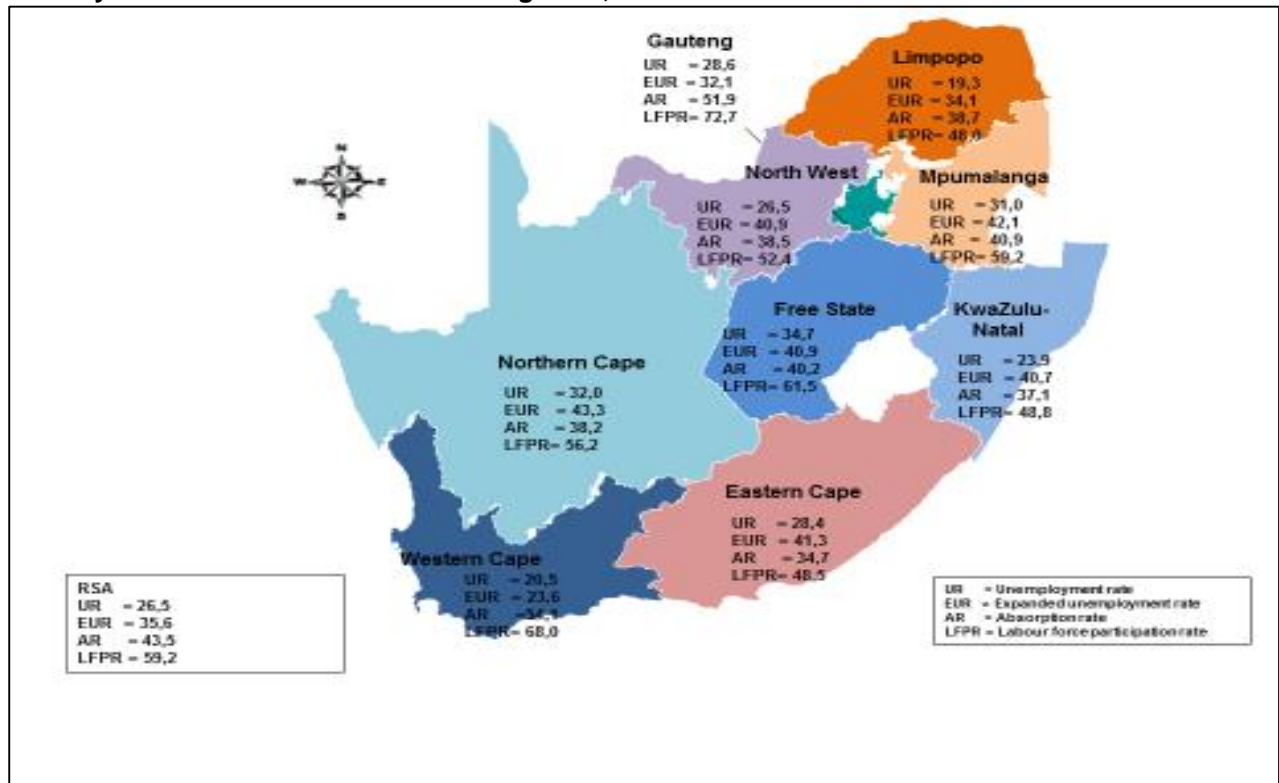 Gauteng
UR = 28,6
EUR = 32,1
AR = 51,9
LFPR= 72,7
Limpopo
UR = 19,3
EUR = 34,1
AR = 38,7
LFPR= 48,0
North West
UR = 26,5
EUR = 40,9
AR = 38,5
LFPR= 52,4
Mpumalanga
UR = 31,0
EUR = 42,1
AR = 40,9
LFPR= 59,2
Free State
UR = 34,7
EUR = 40,9
AR = 40,2
LFPR= 61,5
KwaZulu-
Natal
UR = 23,9
EUR = 40,7
AR = 37,1
LFPR= 48,8
Northern Cape
UR = 32,0
EUR = 43,3
AR = 38,2
LFPR= 56,2
Eastern Cape
UR = 28,4
EUR = 41,3
AR = 34,7
LFPR= 48,5
Western Cape
UR = 20,5
EUR = 23,6
AR = 54,1
LFPR= 68,0
RSA
UR = 26,5
EUR = 35,6
AR = 43,5
LFPR = 59,2
UR = Unemployment rate
EUR = Expanded unemployment rate
AR = Absorption rate
LFPR = Labour force participation rate
N
W
E
S